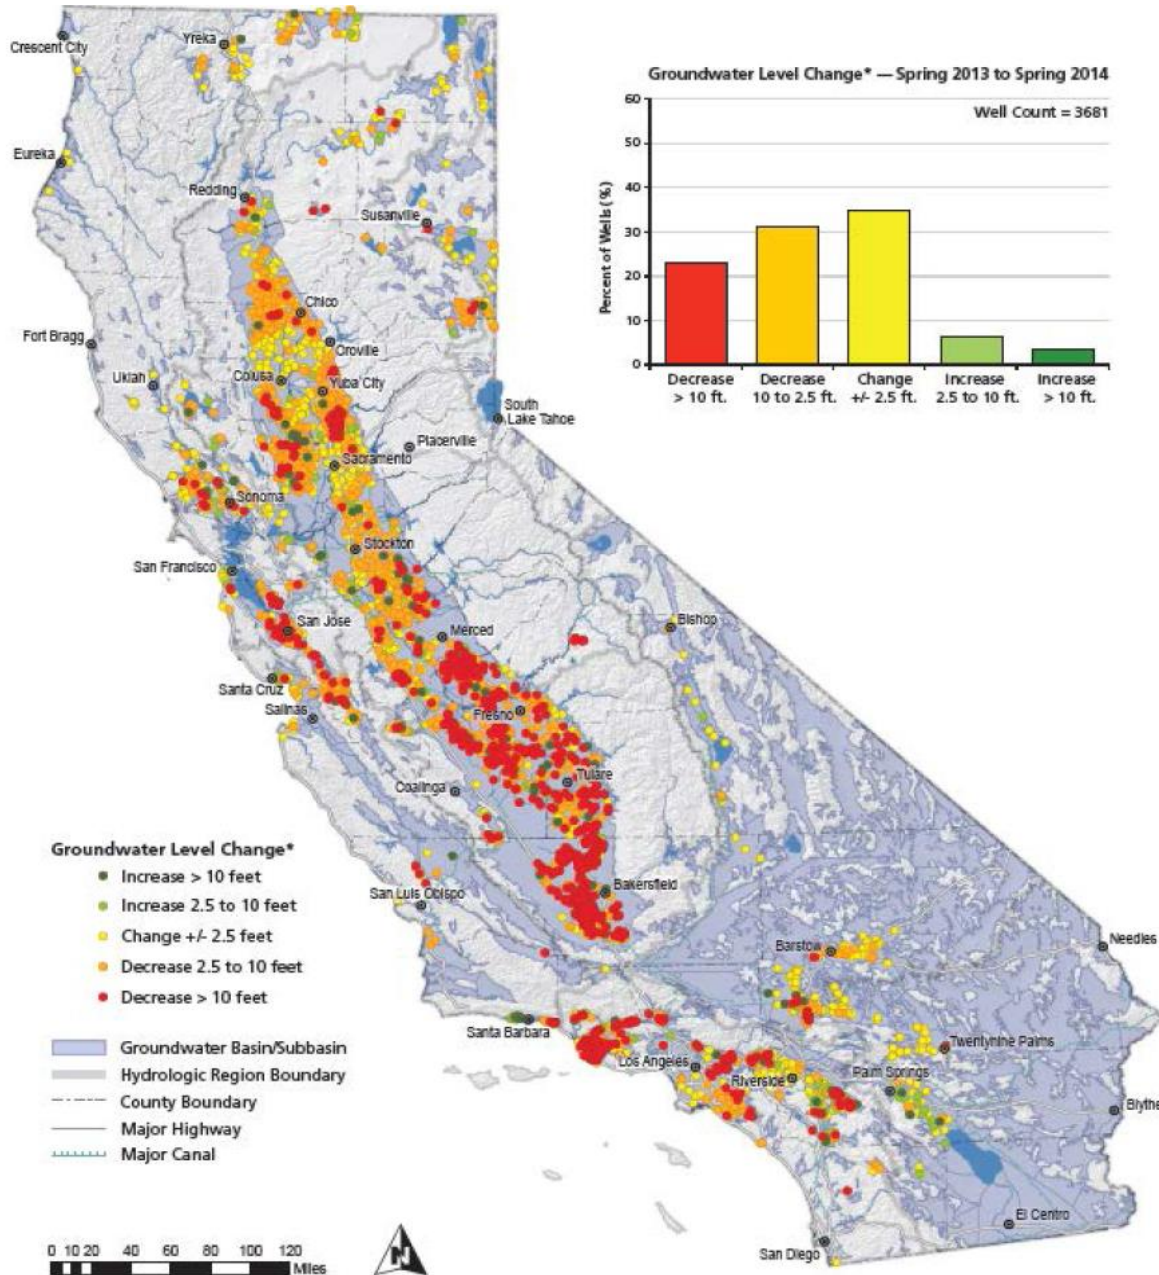 Crescent City
Yreka
Eureka
Redding
Susanville
Chico
Fort Bragg
Oroville
Ukiah
Colusa
Yuba City
South
Lake Tahoe
Placerville
Sacramento
Sonoma
Stockton
San Francisco
San Jose
Merced
Bishop
Santa Cruz
Salinas
Fresno
Coalinga
Tulare
San Luis Obispo
Bakersfield
Barstow
Needles
Santa Barbara
Los Angeles
Twentynine Palms
Riverside
Palm Springs
Blythe
El Centro
San Diego
Groundwater Level Change* — Spring 2013 to Spring 2014
Well Count = 3681
Percent of Wells (%)
60
50
40
30
20
10
0
Decrease
> 10 ft.
Decrease
10 to 2.5 ft.
Change
+/- 2.5 ft.
Increase
2.5 to 10 ft.
Increase
> 10 ft.
Groundwater Level Change*
Increase > 10 feet
Increase 2.5 to 10 feet
Change +/- 2.5 feet
Decrease 2.5 to 10 feet
Decrease > 10 feet
Groundwater Basin/Subbasin
Hydrologic Region Boundary
County Boundary
Major Highway
Major Canal
0 10 20 40 60 80 100 120
Miles
N